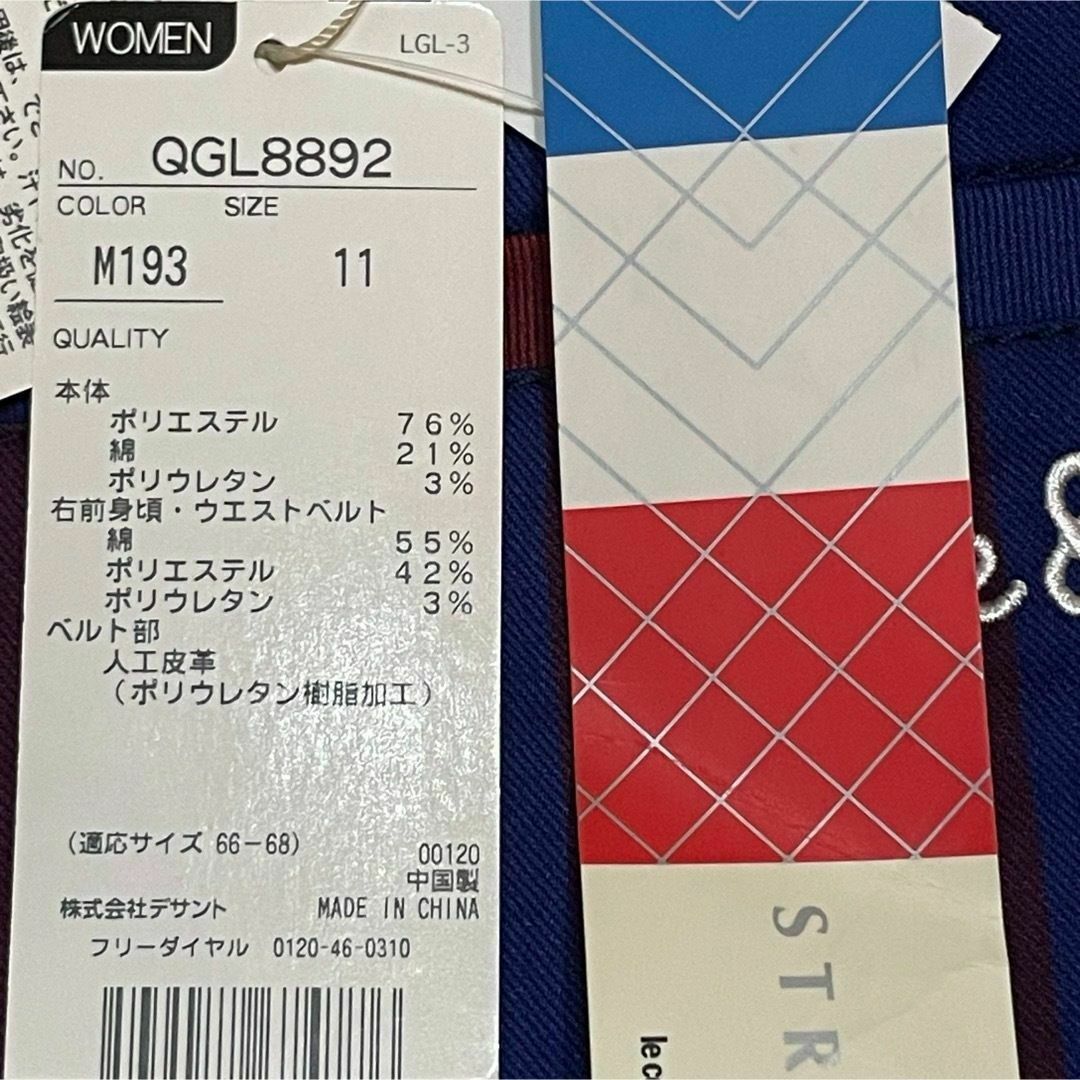 WOMEN
LGL-3
NO. QGL8892
COLOR SIZE
M193 11
QUALITY
本体
ポリエステル 76%
綿 21%
ポリウレタン 3%
右前身頃・ウエストベルト
綿 55%
ポリエステル 42%
ポリウレタン 3%
ベルト部
人工皮革
(ポリウレタン樹脂加工)
(適応サイズ 66-68)
00120
中国製
株式会社デサント MADE IN CHINA
フリーダイヤル 0120-46-0310
STR
le c